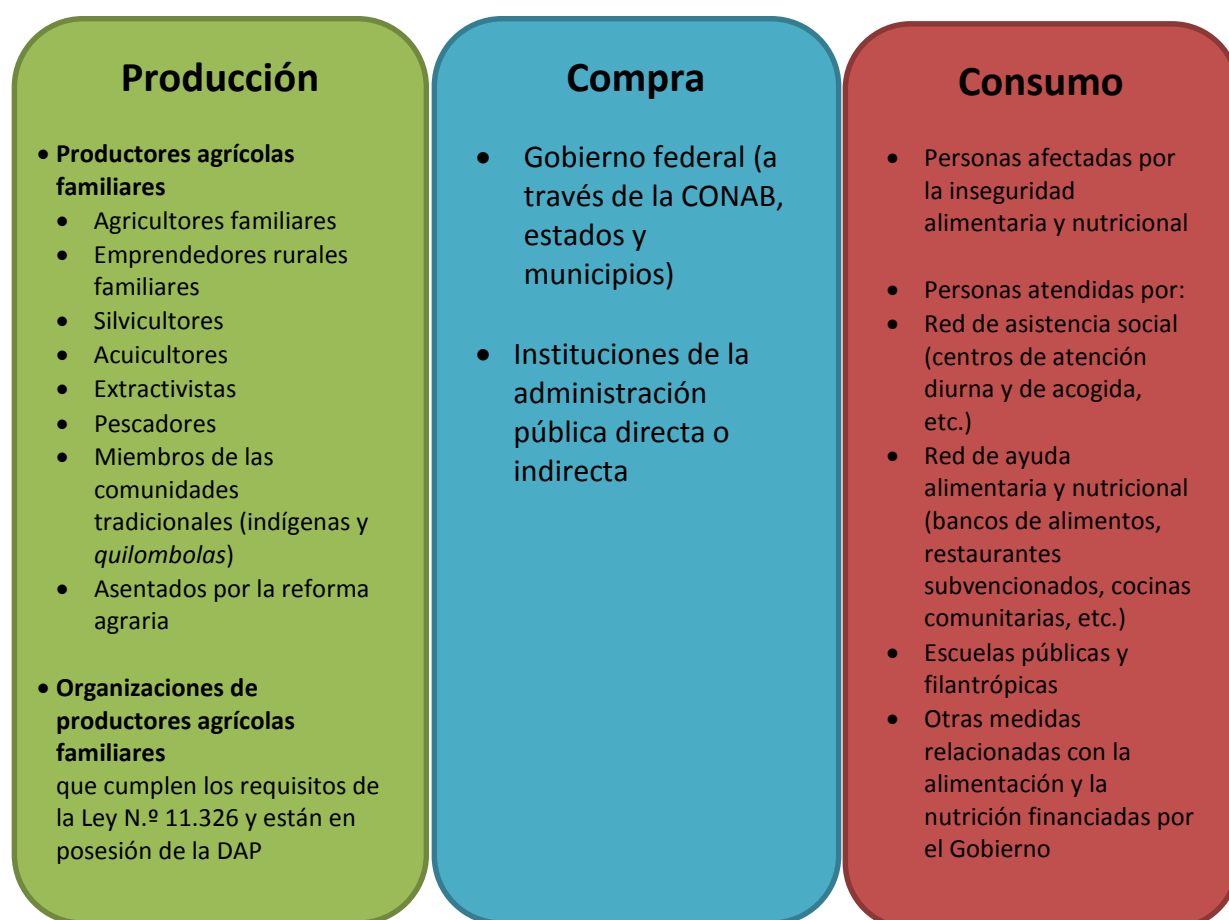 Producción
• Productores agrícolas
familiares
• Agricultores familiares
• Emprendedores rurales
familiares
• Silvicultores
• Acuicultores
• Extractivistas
• Pescadores
• Miembros de las
comunidades
tradicionales (indígenas y
quilombolas)
• Asentados por la reforma
agraria
• Organizaciones de
productores agrícolas
familiares
que cumplen los requisitos de
la Ley N.º 11.326 y están en
posesión de la DAP
Compra
• Gobierno federal (a
través de la CONAB,
estados y
municipios)
• Instituciones de la
administración
pública directa o
indirecta
Consumo
• Personas afectadas por
la inseguridad
alimentaria y nutricional
• Personas atendidas por:
• Red de asistencia social
(centros de atención
diurna y de acogida,
etc.)
• Red de ayuda
alimentaria y nutricional
(bancos de alimentos,
restaurantes
subvencionados, cocinas
comunitarias, etc.)
• Escuelas públicas y
filantrópicas
• Otras medidas
relacionadas con la
alimentación y la
nutrición financiadas por
el Gobierno